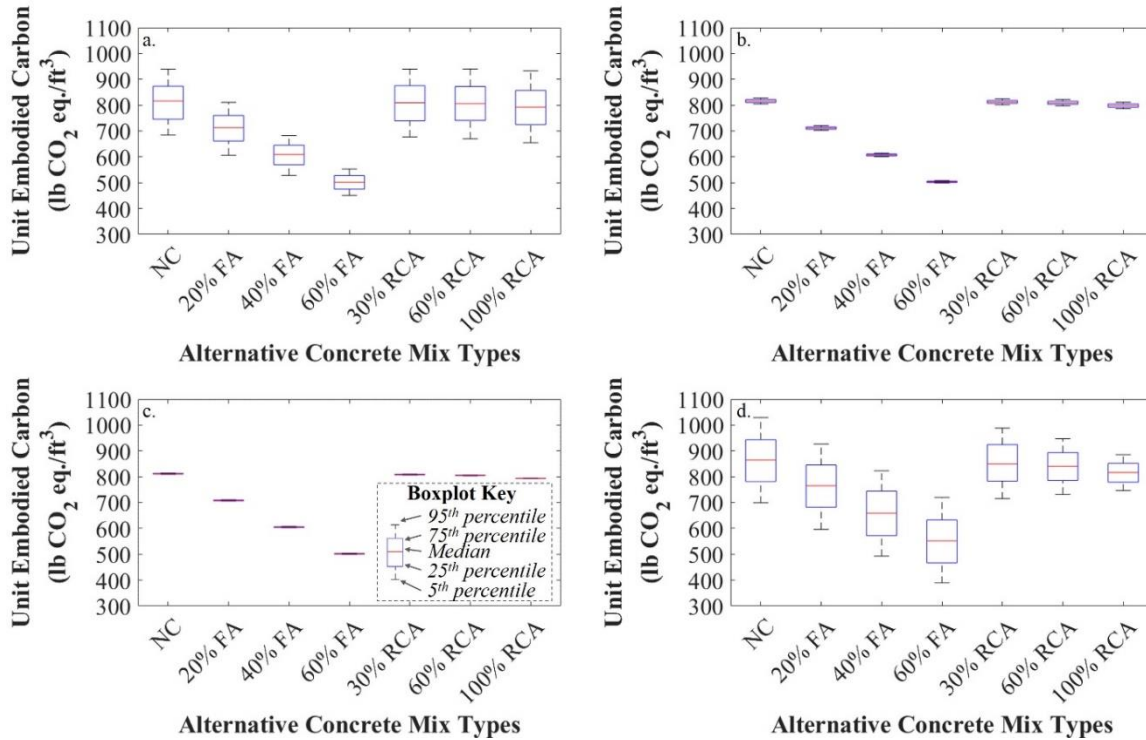 a.
Unit Embodied Carbon
(lb CO2 eq./ft3)
1100
1000
900
800
700
600
500
400
300
NC
20% FA
40% FA
60% FA
30% RCA
60% RCA
100% RCA
Alternative Concrete Mix Types
b.
Unit Embodied Carbon
(lb CO2 eq./ft3)
1100
1000
900
800
700
600
500
400
300
NC
20% FA
40% FA
60% FA
30% RCA
60% RCA
100% RCA
Alternative Concrete Mix Types
c.
Unit Embodied Carbon
(lb CO2 eq./ft3)
1100
1000
900
800
700
600
500
400
300
Boxplot Key
95th percentile
75th percentile
Median
25th percentile
5th percentile
NC
20% FA
40% FA
60% FA
30% RCA
60% RCA
100% RCA
Alternative Concrete Mix Types
d.
Unit Embodied Carbon
(lb CO2 eq./ft3)
1100
1000
900
800
700
600
500
400
300
NC
20% FA
40% FA
60% FA
30% RCA
60% RCA
100% RCA
Alternative Concrete Mix Types